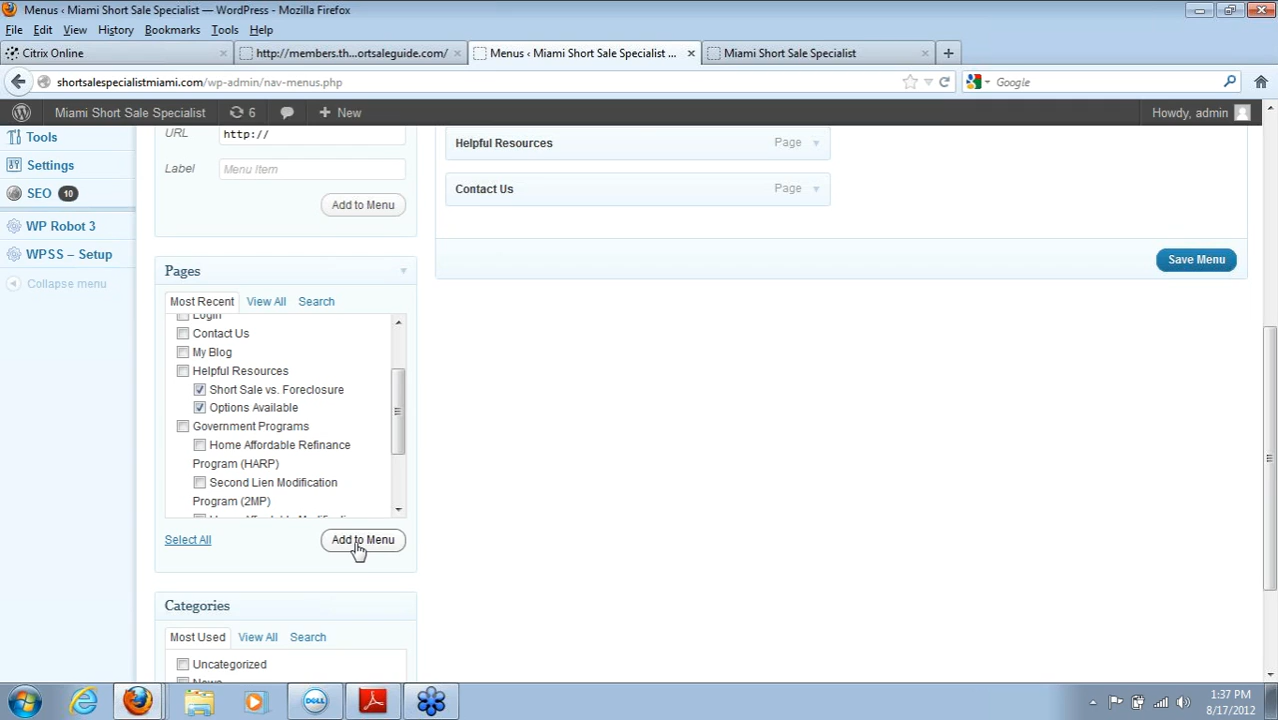 Menus ‹ Miami Short Sale Specialist — WordPress - Mozilla Firefox
File Edit View History Bookmarks Tools Help
Citrix Online http://members.th...ortsaleguide.com/ Menus ‹ Miami Short Sale Specialist ... Miami Short Sale Specialist
shortsalespecialistmiami.com/wp-admin/nav-menus.php Google
Miami Short Sale Specialist 6 New Howdy, admin
Tools
Settings
SEO 10
WP Robot 3
WPSS – Setup
Collapse menu
URL http://
Label Menu Item
Add to Menu
Helpful Resources Page
Contact Us Page
Save Menu
Pages
Most Recent View All Search
Login
Contact Us
My Blog
Helpful Resources
Short Sale vs. Foreclosure
Options Available
Government Programs
Home Affordable Refinance
Program (HARP)
Second Lien Modification
Program (2MP)
Select All Add to Menu
Categories
Most Used View All Search
Uncategorized
News
DELL
1:37 PM
8/17/2012